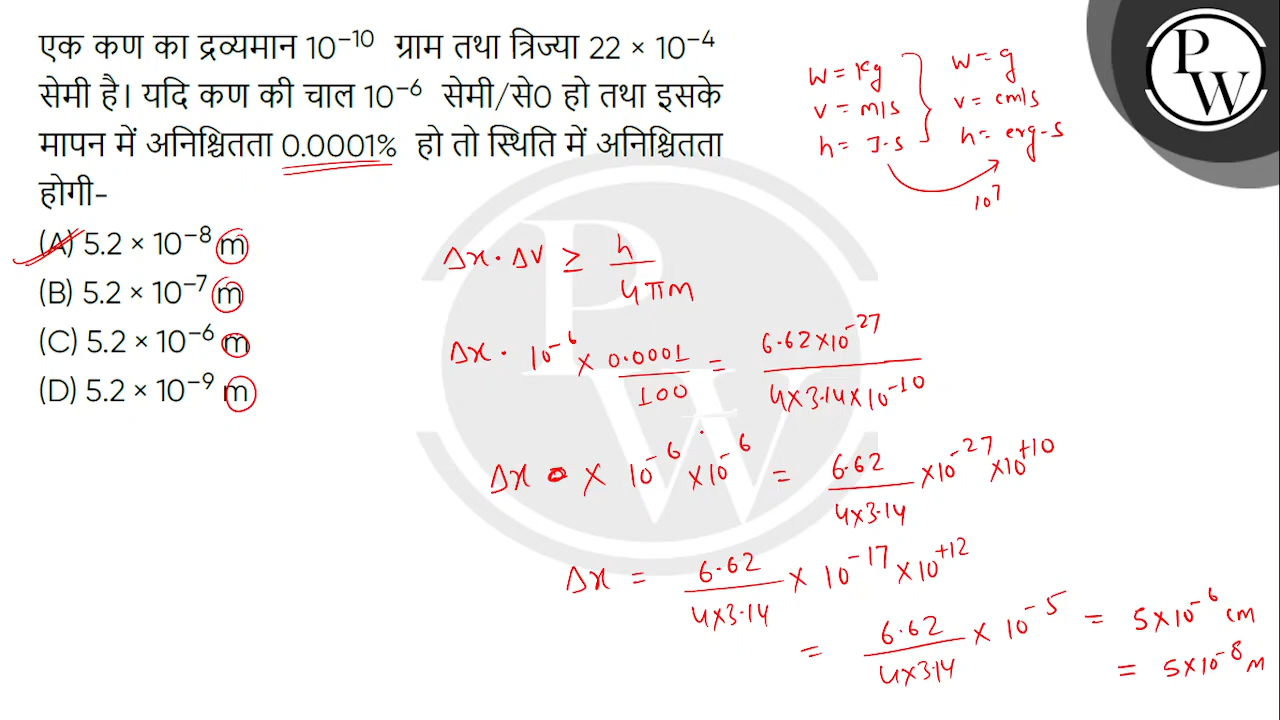 एक कण का द्रव्यमान 10⁻¹⁰ ग्राम तथा त्रिज्या 22 × 10⁻⁴
सेमी है। यदि कण की चाल 10⁻⁶ सेमी/से0 हो तथा इसके
मापन में अनिश्चितता 0.0001% हो तो स्थिति में अनिश्चितता
होगी-
(A) 5.2 × 10⁻⁸ m
(B) 5.2 × 10⁻⁷ m
(C) 5.2 × 10⁻⁶ m
(D) 5.2 × 10⁻⁹ m
W = Kg
V = m/s
h = J-s
W = g
V = cm/s
h = erg-s
10⁷
Δx · ΔV ≥ h / 4πm
Δx · 10⁻⁶ × 0.0001 / 100 = 6.62×10⁻²⁷ / 4×3.14×10⁻¹⁰
Δx × 10⁻⁶ × 10⁻⁶ = 6.62 / 4×3.14 × 10⁻²⁷ × 10⁺¹⁰
Δx = 6.62 / 4×3.14 × 10⁻¹⁷ × 10⁺¹²
= 6.62 / 4×3.14 × 10⁻⁵ = 5×10⁻⁶ cm
= 5×10⁻⁸ m
P
W
P
W